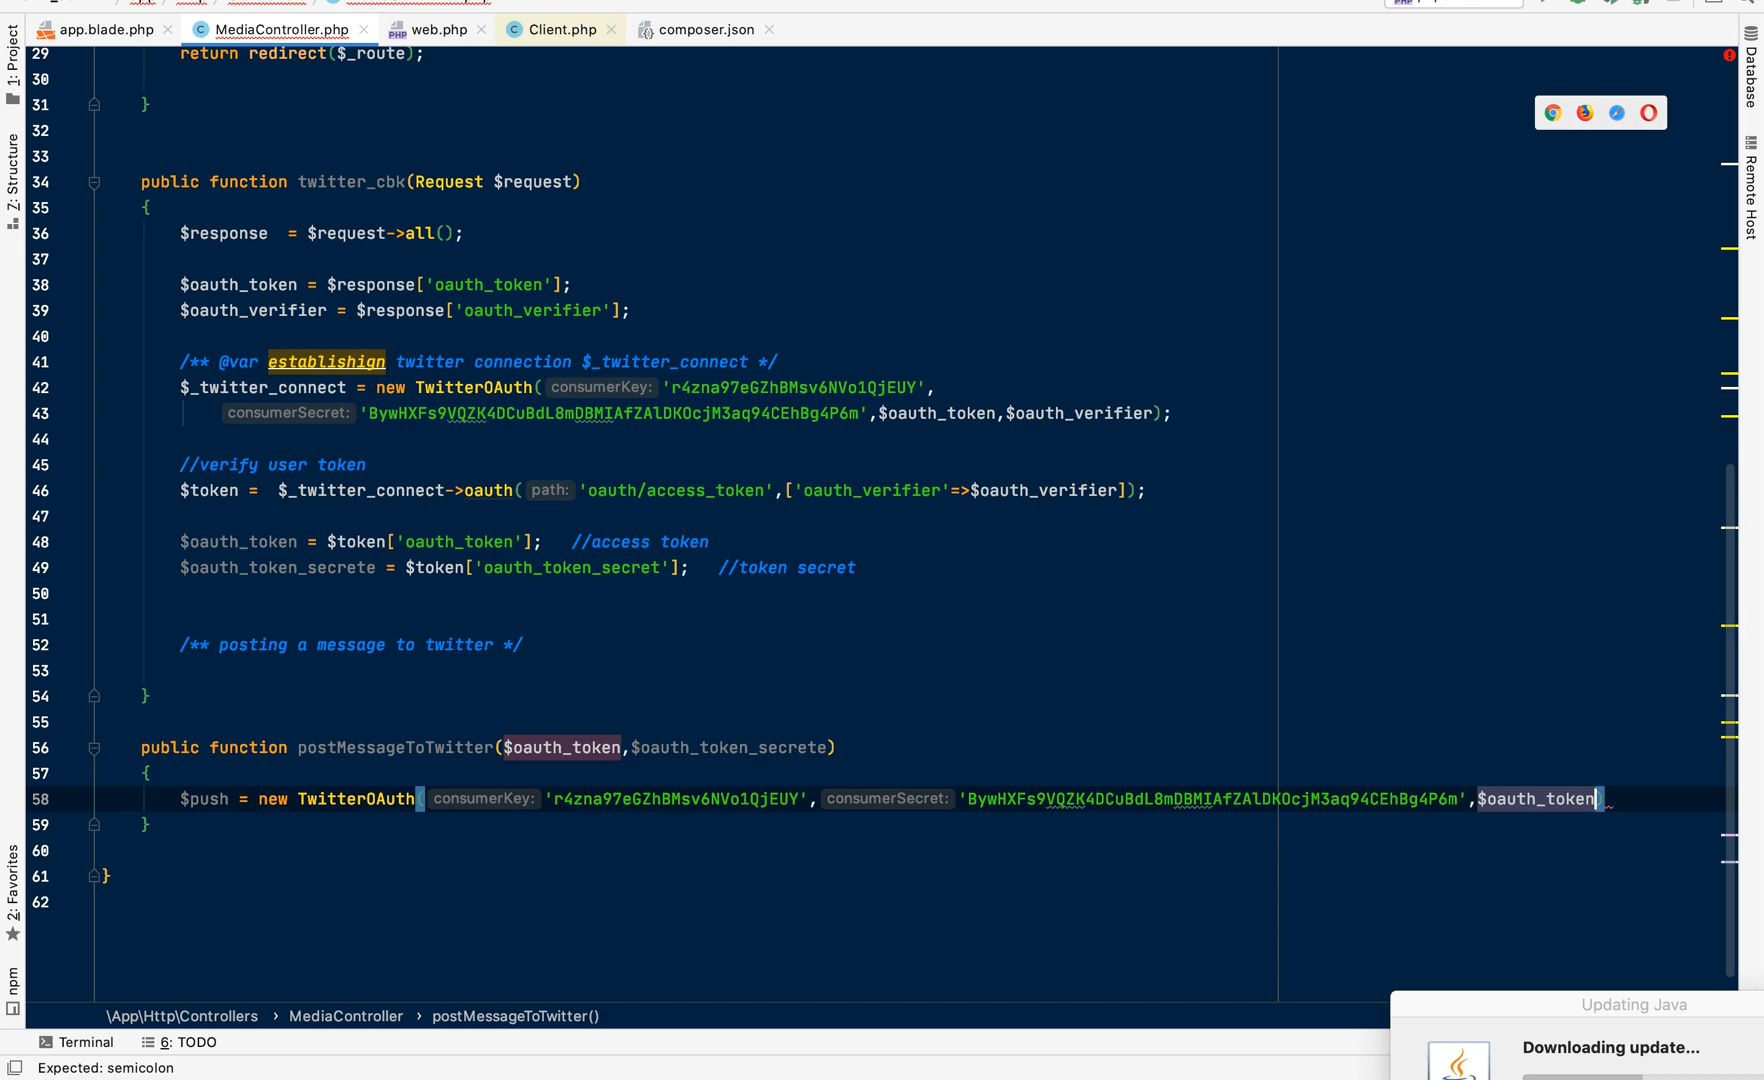 app.blade.php
MediaController.php
web.php
Client.php
composer.json
1: Project
Z: Structure
2: Favorites
npm
Database
Remote Host
29 return redirect($_route);
30
31 }
32
33
34 public function twitter_cbk(Request $request)
35 {
36 $response  = $request->all();
37
38 $oauth_token = $response['oauth_token'];
39 $oauth_verifier = $response['oauth_verifier'];
40
41 /** @var establishign twitter connection $_twitter_connect */
42 $_twitter_connect = new TwitterOAuth( consumerKey: 'r4zna97eGZhBMsv6NVo1QjEUY',
43 consumerSecret: 'BywHXFs9VQZK4DCuBdL8mDBMIAfZAlDKOcjM3aq94CEhBg4P6m',$oauth_token,$oauth_verifier);
44
45 //verify user token
46 $token =  $_twitter_connect->oauth( path: 'oauth/access_token',['oauth_verifier'=>$oauth_verifier]);
47
48 $oauth_token = $token['oauth_token'];   //access token
49 $oauth_token_secrete = $token['oauth_token_secret'];   //token secret
50
51
52 /** posting a message to twitter */
53
54 }
55
56 public function postMessageToTwitter($oauth_token,$oauth_token_secrete)
57 {
58 $push = new TwitterOAuth( consumerKey: 'r4zna97eGZhBMsv6NVo1QjEUY', consumerSecret: 'BywHXFs9VQZK4DCuBdL8mDBMIAfZAlDKOcjM3aq94CEhBg4P6m',$oauth_token)
59 }
60
61 }
62
\App\Http\Controllers › MediaController › postMessageToTwitter()
Terminal
6: TODO
Expected: semicolon
Updating Java
Downloading update...